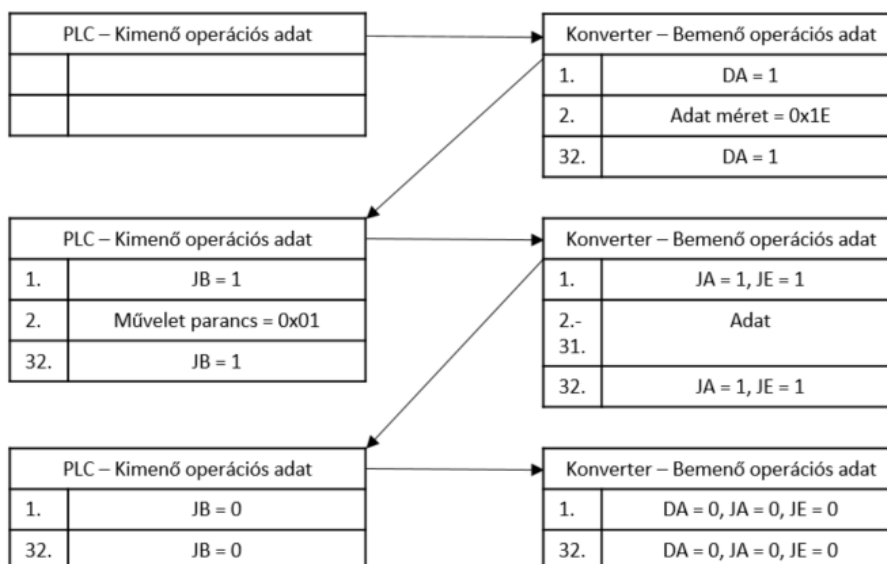 PLC – Kimenő operációs adat
Konverter – Bemenő operációs adat
1. DA = 1
2. Adat méret = 0x1E
32. DA = 1
PLC – Kimenő operációs adat
1. JB = 1
2. Művelet parancs = 0x01
32. JB = 1
Konverter – Bemenő operációs adat
1. JA = 1, JE = 1
2.- Adat
31.
32. JA = 1, JE = 1
PLC – Kimenő operációs adat
1. JB = 0
32. JB = 0
Konverter – Bemenő operációs adat
1. DA = 0, JA = 0, JE = 0
32. DA = 0, JA = 0, JE = 0